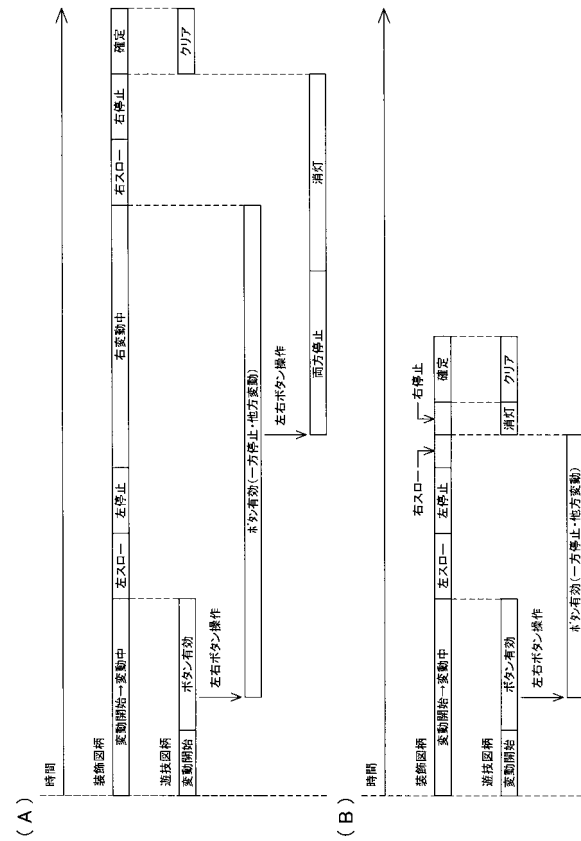 (A)
時間
装飾図柄
変動開始→変動中
左スロー
左停止
右変動中
右スロー
右停止
確定
遊技図柄
変動開始
ボタン有効
クリア
左右ボタン操作
ボタン有効(一方停止・他方変動)
左右ボタン操作
両方停止
消灯
(B)
時間
装飾図柄
変動開始→変動中
左スロー
左停止
右スロー
右停止
確定
遊技図柄
変動開始
ボタン有効
消灯
クリア
左右ボタン操作
ボタン有効(一方停止・他方変動)